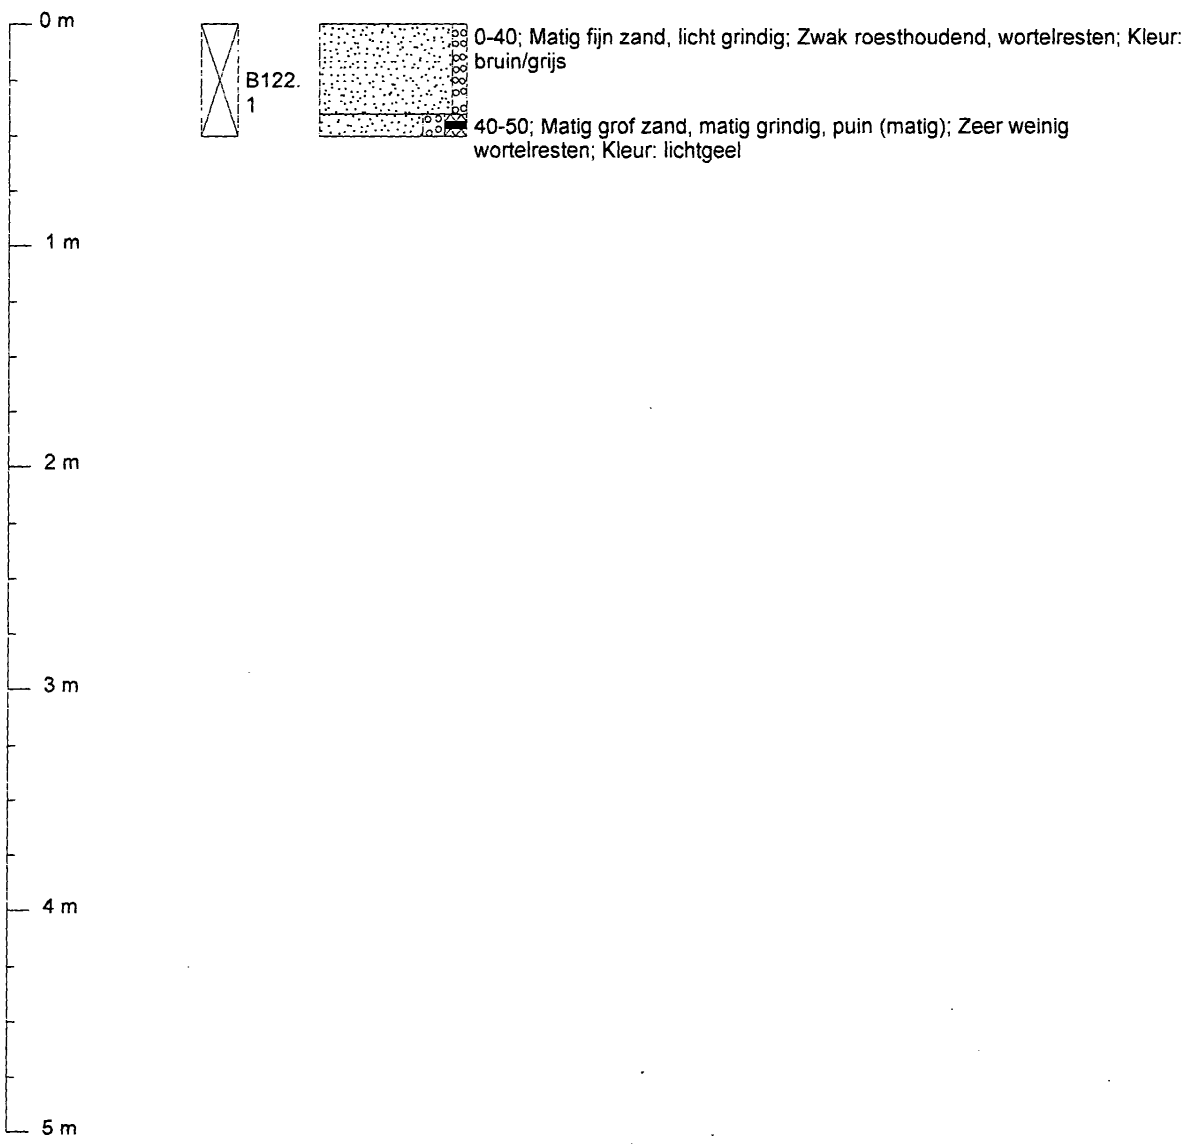 0 m
0-40; Matig fijn zand, licht grindig; Zwak roesthoudend, wortelresten; Kleur:
bruin/grijs
B122.
1
40-50; Matig grof zand, matig grindig, puin (matig); Zeer weinig
wortelresten; Kleur: lichtgeel
1 m
2 m
3 m
4 m
5 m